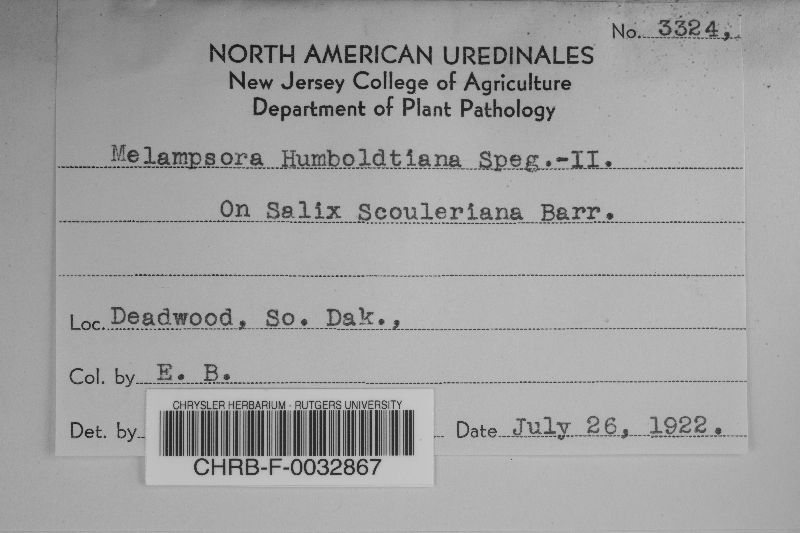 No. 3324,
NORTH AMERICAN UREDINALES
New Jersey College of Agriculture
Department of Plant Pathology
Melampsora Humboldtiana Speg.-II.
On Salix Scouleriana Barr.
Loc. Deadwood, So. Dak.,
Col. by E. B.
Det. by Date July 26, 1922.
CHRYSLER HERBARIUM - RUTGERS UNIVERSITY
CHRB-F-0032867